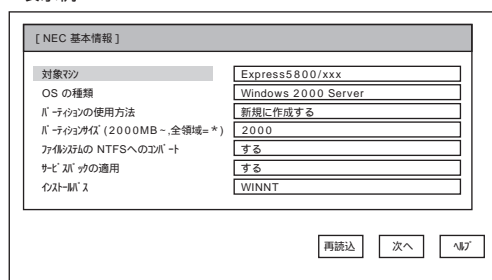 [ NEC 基本情報 ]
対象ﾏｼﾝ Express5800/xxx
OS の種類 Windows 2000 Server
ﾊﾟｰﾃｨｼｮﾝの使用方法 新規に作成する
ﾊﾟｰﾃｨｼｮﾝｻｲｽﾞ (2000MB~,全領域=*) 2000
ﾌｧｲﾙｼｽﾃﾑの NTFSへのｺﾝﾊﾞｰﾄ する
ｻｰﾋﾞｽﾊﾟｯｸの適用 する
ｲﾝｽﾄｰﾙﾊﾟｽ WINNT
再読込 次へ ﾍﾙﾌﾟ